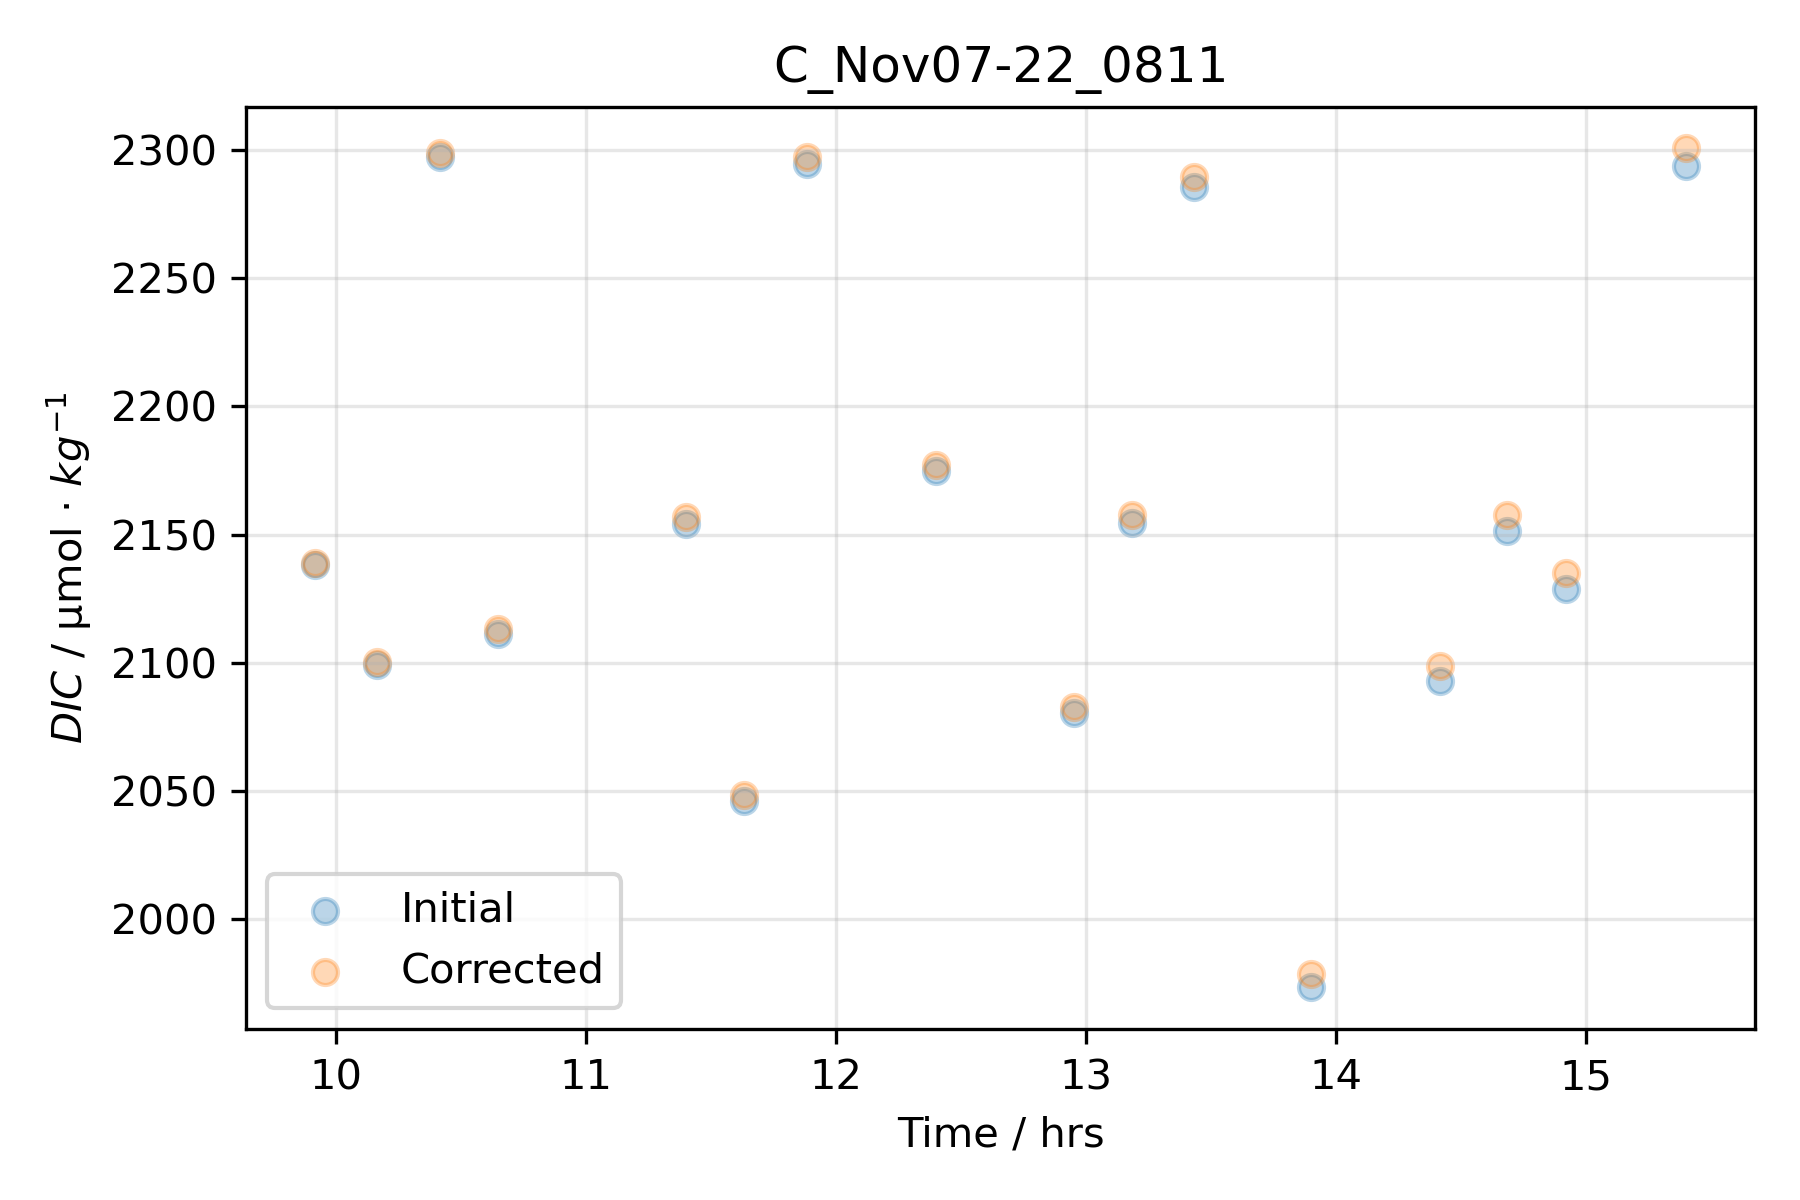 C_Nov07-22_0811
DIC / μmol · kg⁻¹
2300
2250
2200
2150
2100
2050
2000
Initial
Corrected
10 11 12 13 14 15
Time / hrs